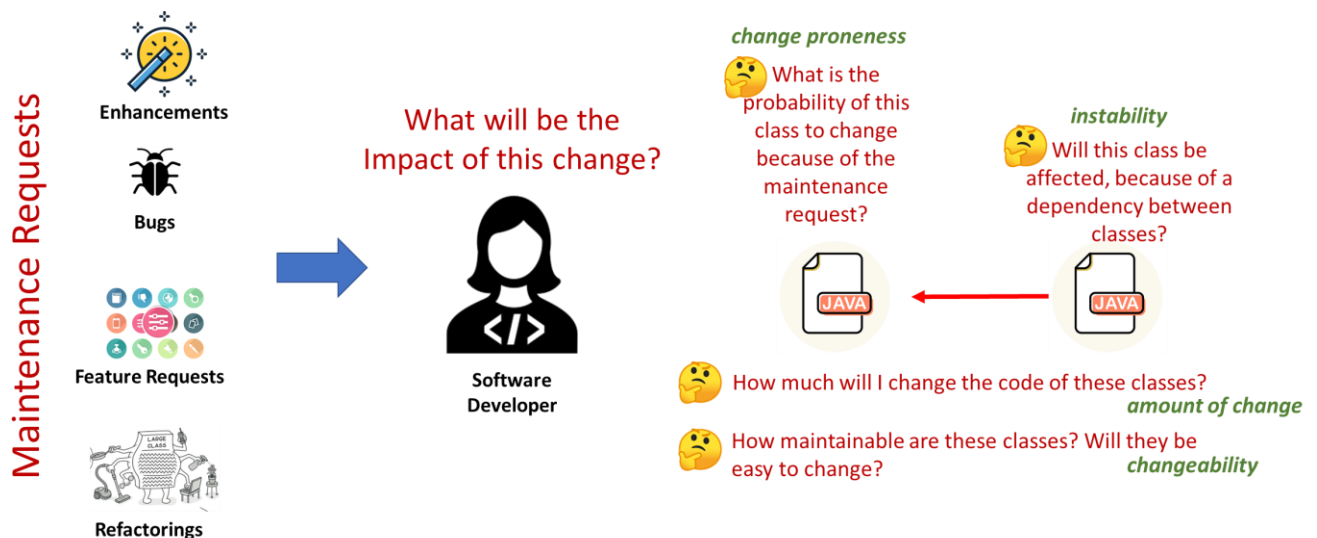 Maintenance Requests
Enhancements
Bugs
Feature Requests
LARGE
CLASS
Refactorings
What will be the
Impact of this change?
</>
Software
Developer
change proneness
What is the
probability of this
class to change
because of the
maintenance
request?
instability
Will this class be
affected, because of a
dependency between
classes?
JAVA
JAVA
How much will I change the code of these classes?
amount of change
How maintainable are these classes? Will they be
easy to change?
changeability